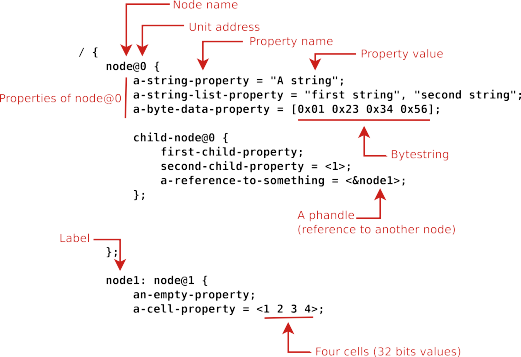 Node name
Unit address
Property name
Property value
/ {
node@0 {
a-string-property = "A string";
Properties of node@0
a-string-list-property = "first string", "second string";
a-byte-data-property = [0x01 0x23 0x34 0x56];
child-node@0 {
Bytestring
first-child-property;
second-child-property = <1>;
a-reference-to-something = <&node1>;
};
A phandle
(reference to another node)
Label
};
node1: node@1 {
an-empty-property;
a-cell-property = <1 2 3 4>;
Four cells (32 bits values)